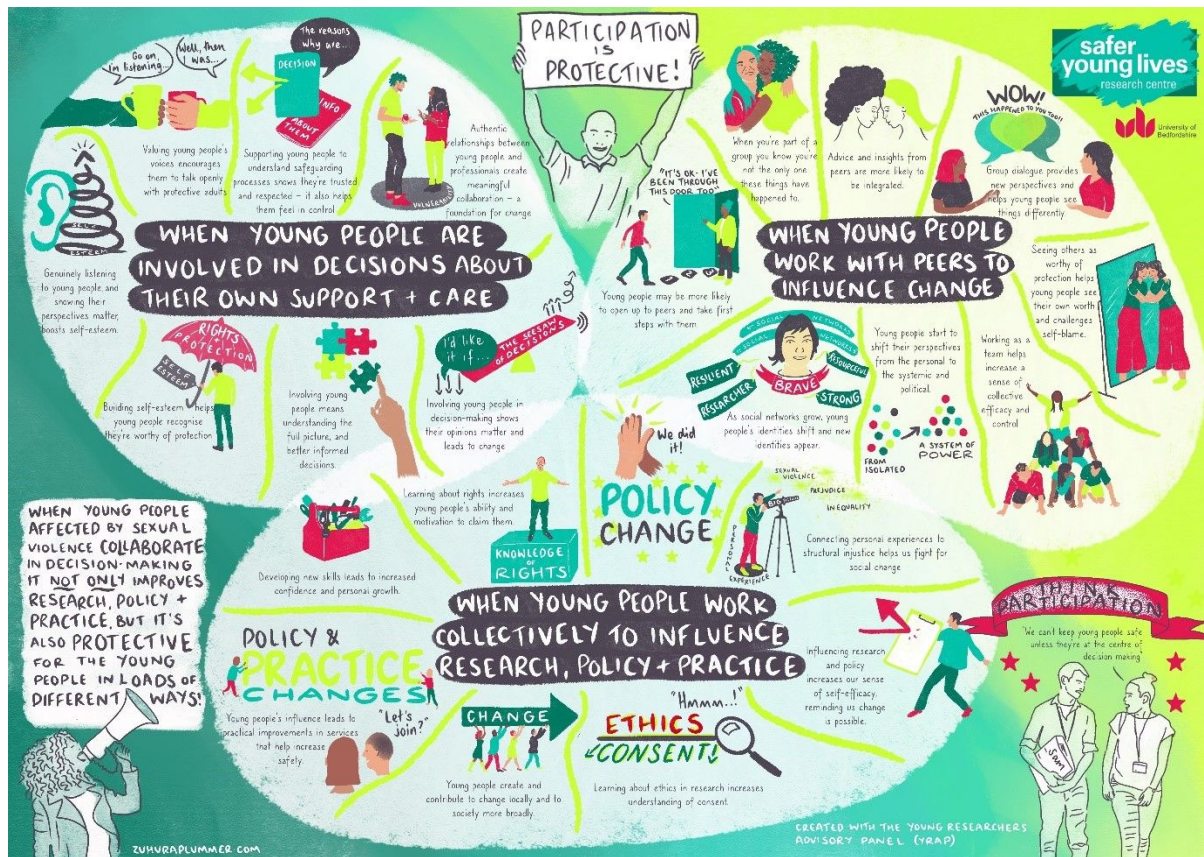 PARTICIPATION
IS
PROTECTIVE!
safer
young lives
research centre
University of
Bedfordshire
Go on,
I'm listening...
Well, then
I was...
Valuing young people's
voices encourages
them to talk openly
with protective adults
The reasons
why are...
DECISION
INFO
ABOUT
THEM
Supporting young people to
understand safeguarding
processes shows they're trusted
and respected – it also helps
them feel in control
Authentic
relationships between
young people and
professionals create
meaningful
collaboration – a
foundation for change.
SELF
ESTEEM
Genuinely listening
to young people, and
showing their
perspectives matter,
boosts self-esteem.
WHEN YOUNG PEOPLE ARE
INVOLVED IN DECISIONS ABOUT
THEIR OWN SUPPORT + CARE
RIGHTS
PROTECTION
SELF
ESTEEM
Building self-esteem helps
young people recognise
they're worthy of protection
Involving young
people means
understanding the
full picture, and
better informed
decisions.
I'd like
it if...
THE SEESAW
OF DECISIONS
Involving young people in
decision-making shows
their opinions matter and
leads to change
When you're part of
a group you know you're
not the only one
these things have
happened to.
Advice and insights from
peers are more likely to
be integrated.
WOW!
THIS HAPPENED TO YOU TOO!?
Group dialogue provides
new perspectives and
helps young people see
things differently
"IT'S OK- I'VE
BEEN THROUGH
THIS DOOR TOO"
Young people may be more likely
to open up to peers and take first
steps with them.
WHEN YOUNG PEOPLE
WORK WITH PEERS TO
INFLUENCE CHANGE
Seeing others as
worthy of
protection helps
young people see
their own worth
and challenges
self-blame.
SOCIAL NETWORKS
SOCIAL NETWORKS
RESILIENT
RESEARCHER
BRAVE
RESOURCEFUL
STRONG
As social networks grow, young
people's identities shift and new
identities appear.
Young people start to
shift their perspectives
from the personal to
the systemic and
political.
FROM
ISOLATED
A SYSTEM OF
POWER
Working as a
team helps
increase a
sense of
collective
efficacy and
control
Developing new skills leads to increased
confidence and personal growth.
Learning about rights increases
young people's ability and
motivation to claim them.
KNOWLEDGE
OF
RIGHTS
We did
it!
POLICY
CHANGE
SEXUAL
VIOLENCE
PREJUDICE
INEQUALITY
PERSONAL
EXPERIENCE
Connecting personal experiences to
structural injustice helps us fight for
social change
WHEN YOUNG PEOPLE WORK
COLLECTIVELY TO INFLUENCE
RESEARCH, POLICY + PRACTICE
POLICY &
PRACTICE
CHANGES
Young people's influence leads to
practical improvements in services
that help increase
safety.
"Let's
join?"
CHANGE
Young people create and
contribute to change locally and to
society more broadly.
"Hmmm..!"
ETHICS
CONSENT!
Learning about ethics in research increases
understanding of consent.
Influencing research
and policy
increases our sense
of self-efficacy,
reminding us change
is possible.
WHEN YOUNG PEOPLE
AFFECTED BY SEXUAL
VIOLENCE COLLABORATE
IN DECISION-MAKING
IT NOT ONLY IMPROVES
RESEARCH, POLICY +
PRACTICE, BUT IT'S
ALSO PROTECTIVE
FOR THE YOUNG
PEOPLE IN LOADS OF
DIFFERENT WAYS!
THINK
PARTICIPATION
"We can't keep young people safe
unless they're at the centre of
decision making"
ZUHURAPLUMMER.COM
CREATED WITH THE YOUNG RESEARCHERS
ADVISORY PANEL (YRAP)